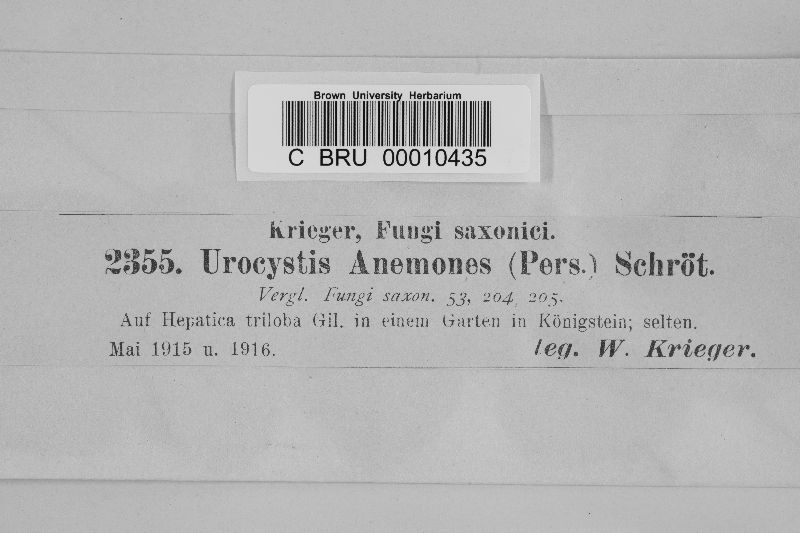 Brown University Herbarium
C BRU 00010435
Krieger, Fungi saxonici.
2355. Urocystis Anemones (Pers.) Schröt.
Vergl. Fungi saxon. 53, 204, 205.
Auf Hepatica triloba Gil. in einem Garten in Königstein; selten.
Mai 1915 u. 1916. leg. W. Krieger.